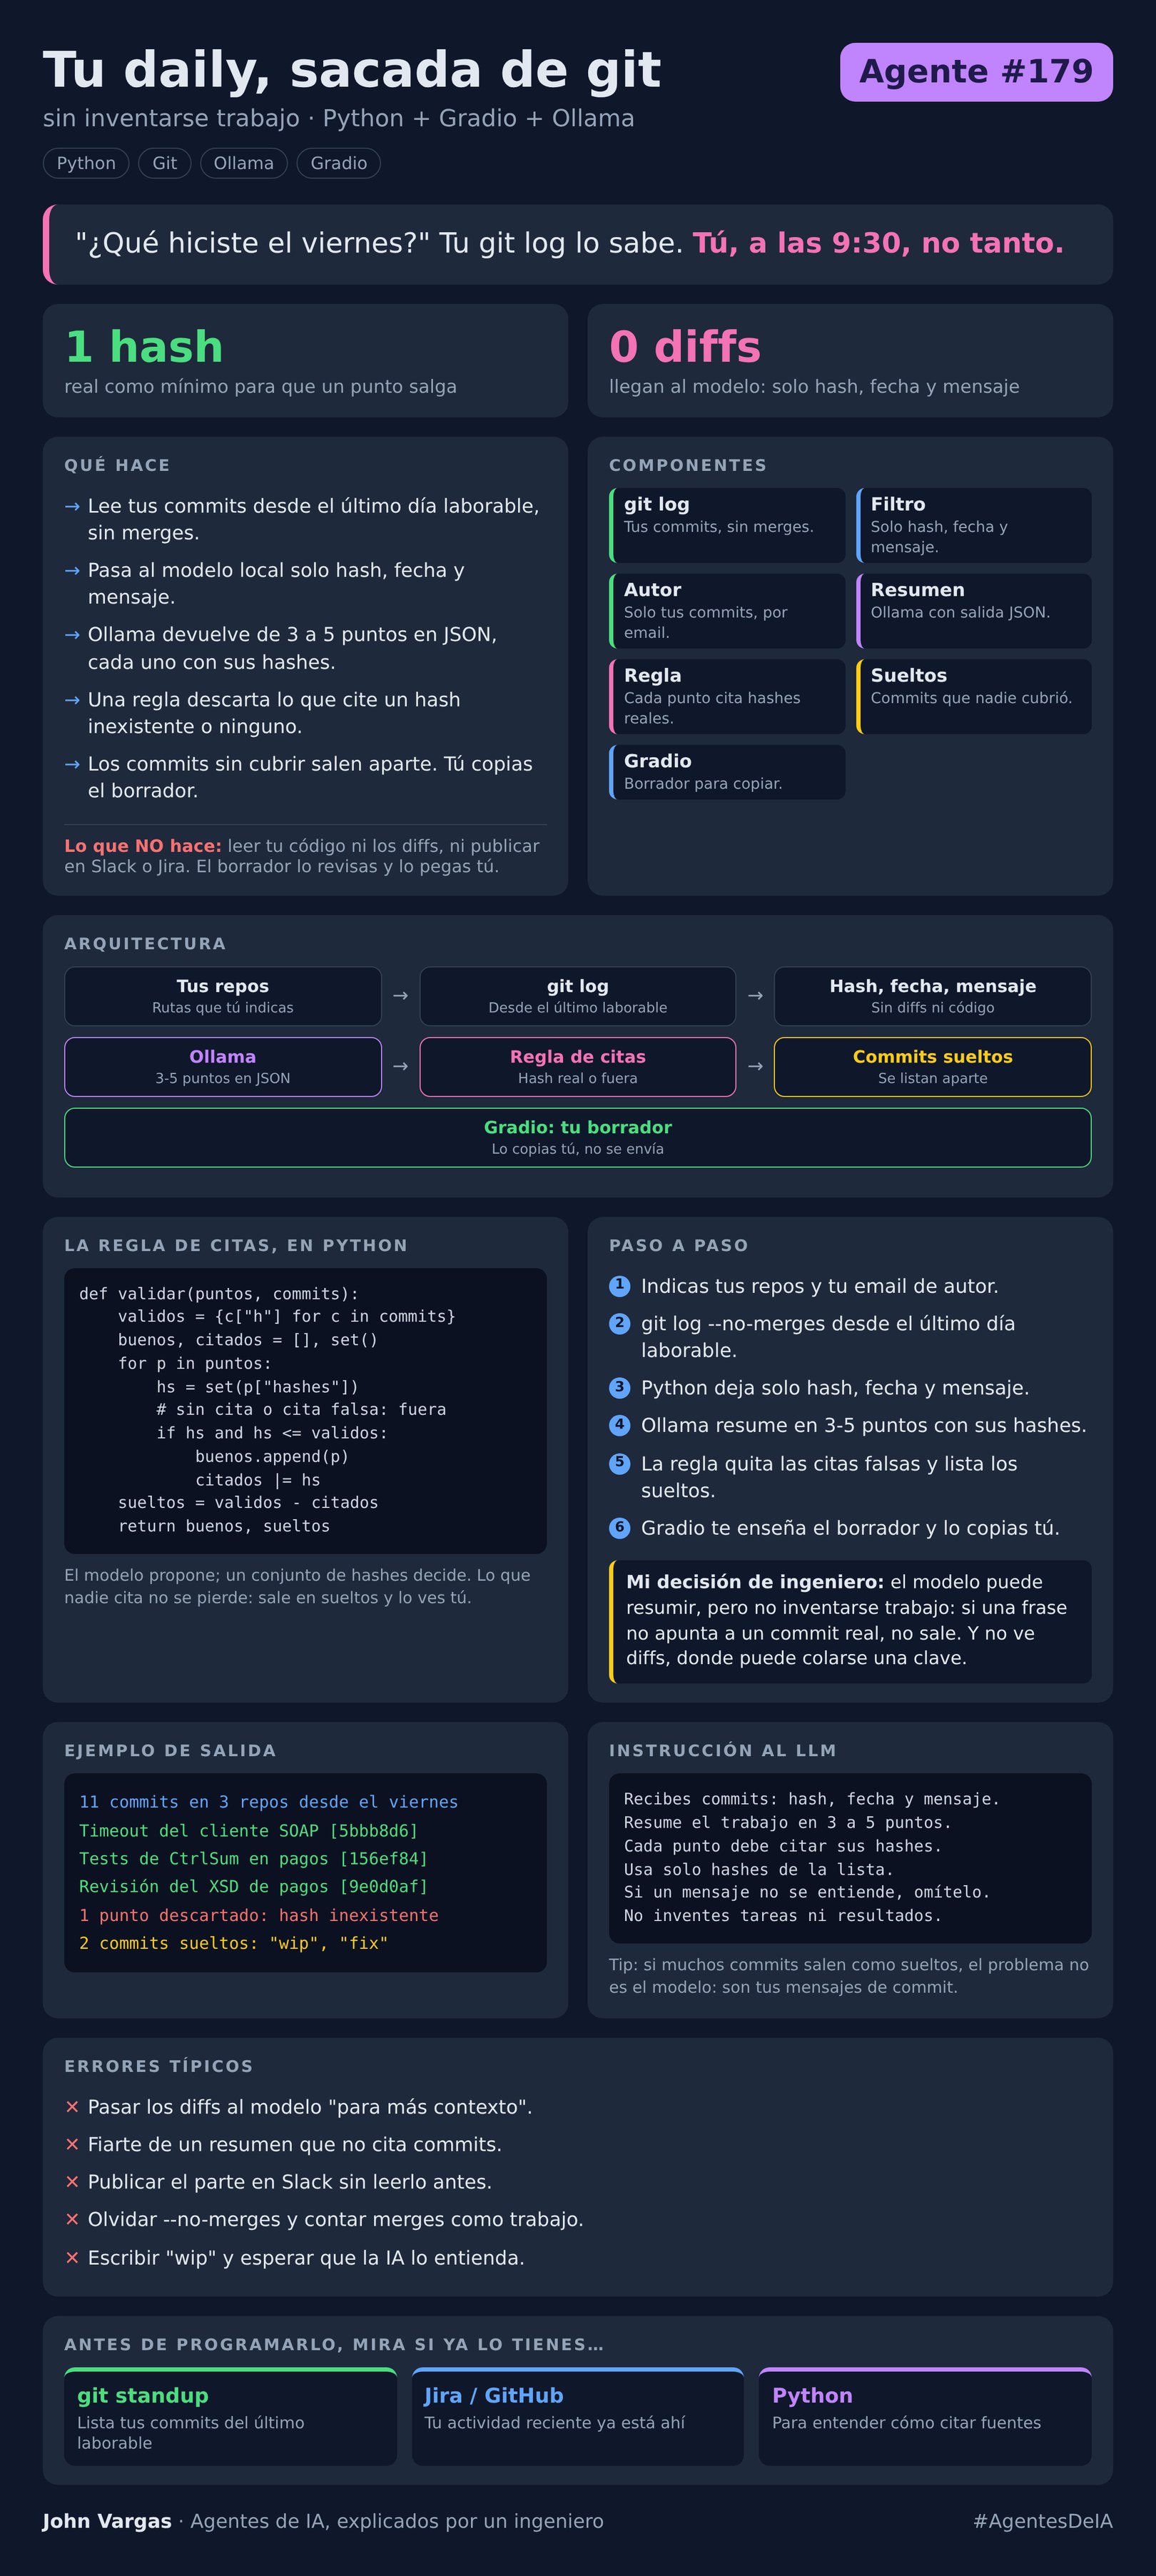 Tu daily, sacada de git
Agente #179
sin inventarse trabajo · Python + Gradio + Ollama
Python
Git
Ollama
Gradio
"¿Qué hiciste el viernes?" Tu git log lo sabe. Tú, a las 9:30, no tanto.
1 hash
real como mínimo para que un punto salga
0 diffs
llegan al modelo: solo hash, fecha y mensaje
QUÉ HACE
→ Lee tus commits desde el último día laborable,
sin merges.
→ Pasa al modelo local solo hash, fecha y
mensaje.
→ Ollama devuelve de 3 a 5 puntos en JSON,
cada uno con sus hashes.
→ Una regla descarta lo que cite un hash
inexistente o ninguno.
→ Los commits sin cubrir salen aparte. Tú copias
el borrador.
Lo que NO hace: leer tu código ni los diffs, ni publicar
en Slack o Jira. El borrador lo revisas y lo pegas tú.
COMPONENTES
git log
Tus commits, sin merges.
Filtro
Solo hash, fecha y
mensaje.
Autor
Solo tus commits, por
email.
Resumen
Ollama con salida JSON.
Regla
Cada punto cita hashes
reales.
Sueltos
Commits que nadie cubrió.
Gradio
Borrador para copiar.
ARQUITECTURA
Tus repos
Rutas que tú indicas
→
git log
Desde el último laborable
→
Hash, fecha, mensaje
Sin diffs ni código
Ollama
3-5 puntos en JSON
→
Regla de citas
Hash real o fuera
→
Commits sueltos
Se listan aparte
Gradio: tu borrador
Lo copias tú, no se envía
LA REGLA DE CITAS, EN PYTHON
def validar(puntos, commits):
    validos = {c["h"] for c in commits}
    buenos, citados = [], set()
    for p in puntos:
        hs = set(p["hashes"])
        # sin cita o cita falsa: fuera
        if hs and hs <= validos:
            buenos.append(p)
            citados |= hs
    sueltos = validos - citados
    return buenos, sueltos
El modelo propone; un conjunto de hashes decide. Lo que
nadie cita no se pierde: sale en sueltos y lo ves tú.
PASO A PASO
1 Indicas tus repos y tu email de autor.
2 git log --no-merges desde el último día
laborable.
3 Python deja solo hash, fecha y mensaje.
4 Ollama resume en 3-5 puntos con sus hashes.
5 La regla quita las citas falsas y lista los
sueltos.
6 Gradio te enseña el borrador y lo copias tú.
Mi decisión de ingeniero: el modelo puede
resumir, pero no inventarse trabajo: si una frase
no apunta a un commit real, no sale. Y no ve
diffs, donde puede colarse una clave.
EJEMPLO DE SALIDA
11 commits en 3 repos desde el viernes
Timeout del cliente SOAP [5bbb8d6]
Tests de CtrlSum en pagos [156ef84]
Revisión del XSD de pagos [9e0d0af]
1 punto descartado: hash inexistente
2 commits sueltos: "wip", "fix"
INSTRUCCIÓN AL LLM
Recibes commits: hash, fecha y mensaje.
Resume el trabajo en 3 a 5 puntos.
Cada punto debe citar sus hashes.
Usa solo hashes de la lista.
Si un mensaje no se entiende, omítelo.
No inventes tareas ni resultados.
Tip: si muchos commits salen como sueltos, el problema no
es el modelo: son tus mensajes de commit.
ERRORES TÍPICOS
✕ Pasar los diffs al modelo "para más contexto".
✕ Fiarte de un resumen que no cita commits.
✕ Publicar el parte en Slack sin leerlo antes.
✕ Olvidar --no-merges y contar merges como trabajo.
✕ Escribir "wip" y esperar que la IA lo entienda.
ANTES DE PROGRAMARLO, MIRA SI YA LO TIENES…
git standup
Lista tus commits del último
laborable
Jira / GitHub
Tu actividad reciente ya está ahí
Python
Para entender cómo citar fuentes
John Vargas · Agentes de IA, explicados por un ingeniero
#AgentesDeIA